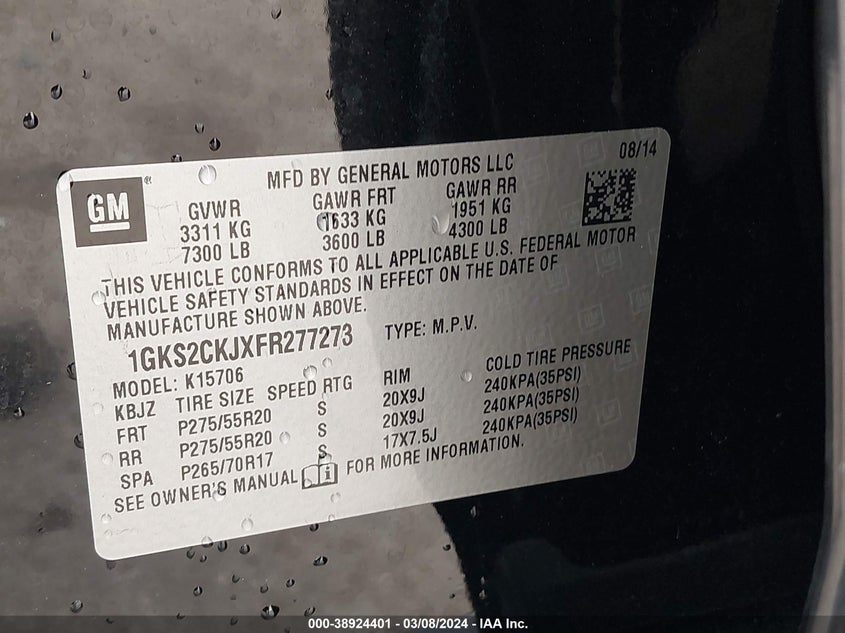 GM
®
MFD BY GENERAL MOTORS LLC 08/14
GVWR GAWR FRT GAWR RR
3311 KG 1633 KG 1951 KG
7300 LB 3600 LB 4300 LB
THIS VEHICLE CONFORMS TO ALL APPLICABLE U.S. FEDERAL MOTOR
VEHICLE SAFETY STANDARDS IN EFFECT ON THE DATE OF
MANUFACTURE SHOWN ABOVE.
1GKS2CKJXFR277273 TYPE: M.P.V.
MODEL: K15706
KBJZ TIRE SIZE SPEED RTG RIM COLD TIRE PRESSURE
FRT P275/55R20 S 20X9J 240KPA(35PSI)
RR P275/55R20 S 20X9J 240KPA(35PSI)
SPA P265/70R17 S 17X7.5J 240KPA(35PSI)
SEE OWNER'S MANUAL i FOR MORE INFORMATION.
000-38924401 - 03/08/2024 - IAA Inc.